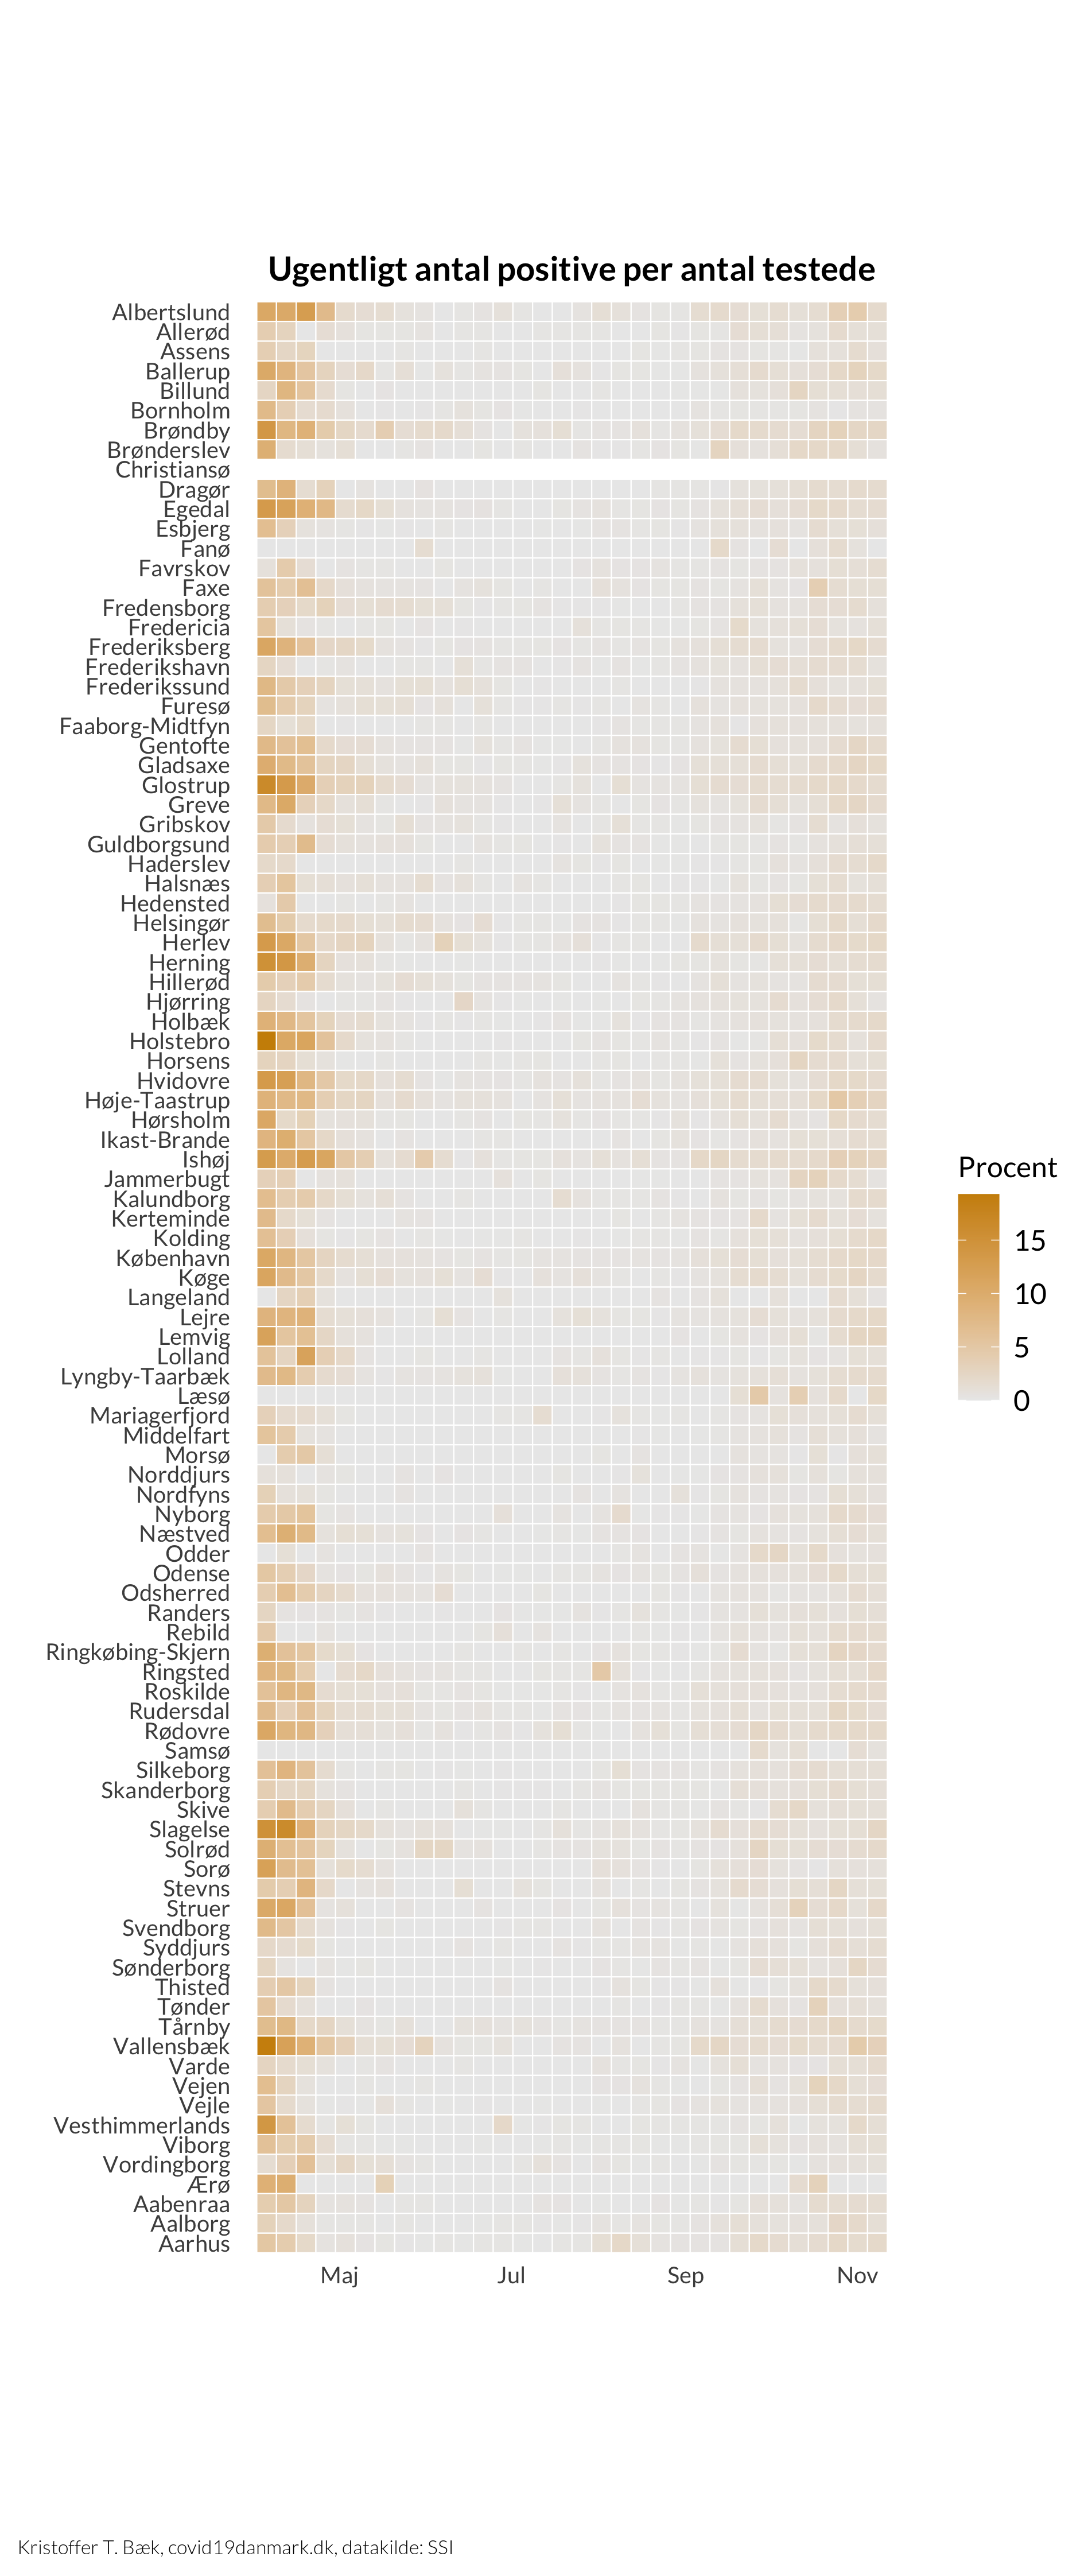 Ugentligt antal positive per antal testede
Albertslund
Allerød
Assens
Ballerup
Billund
Bornholm
Brøndby
Brønderslev
Christiansø
Dragør
Egedal
Esbjerg
Fanø
Favrskov
Faxe
Fredensborg
Fredericia
Frederiksberg
Frederikshavn
Frederikssund
Furesø
Faaborg-Midtfyn
Gentofte
Gladsaxe
Glostrup
Greve
Gribskov
Guldborgsund
Haderslev
Halsnæs
Hedensted
Helsingør
Herlev
Herning
Hillerød
Hjørring
Holbæk
Holstebro
Horsens
Hvidovre
Høje-Taastrup
Hørsholm
Ikast-Brande
Ishøj
Jammerbugt
Kalundborg
Kerteminde
Kolding
København
Køge
Langeland
Lejre
Lemvig
Lolland
Lyngby-Taarbæk
Læsø
Mariagerfjord
Middelfart
Morsø
Norddjurs
Nordfyns
Nyborg
Næstved
Odder
Odense
Odsherred
Randers
Rebild
Ringkøbing-Skjern
Ringsted
Roskilde
Rudersdal
Rødovre
Samsø
Silkeborg
Skanderborg
Skive
Slagelse
Solrød
Sorø
Stevns
Struer
Svendborg
Syddjurs
Sønderborg
Thisted
Tønder
Tårnby
Vallensbæk
Varde
Vejen
Vejle
Vesthimmerlands
Viborg
Vordingborg
Ærø
Aabenraa
Aalborg
Aarhus
Maj Jul Sep Nov
Procent
15
10
5
0
Kristoffer T. Bæk, covid19danmark.dk, datakilde: SSI